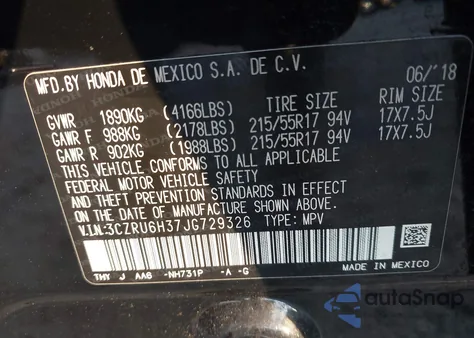 MFD.BY HONDA DE MEXICO S.A. DE C.V. 06/'18
TIRE SIZE RIM SIZE
GVWR 1890KG (4166LBS)
GAWR F 988KG (2178LBS) 215/55R17 94V 17X7.5J
GAWR R 902KG (1988LBS) 215/55R17 94V 17X7.5J
THIS VEHICLE CONFORMS TO ALL APPLICABLE
FEDERAL MOTOR VEHICLE SAFETY
AND THEFT PREVENTION STANDARDS IN EFFECT
ON THE DATE OF MANUFACTURE SHOWN ABOVE.
V.I.N:3CZRU6H37JG729326 TYPE: MPV
THY J AA6 -NH731P -A -G
MADE IN MEXICO
autoSnap